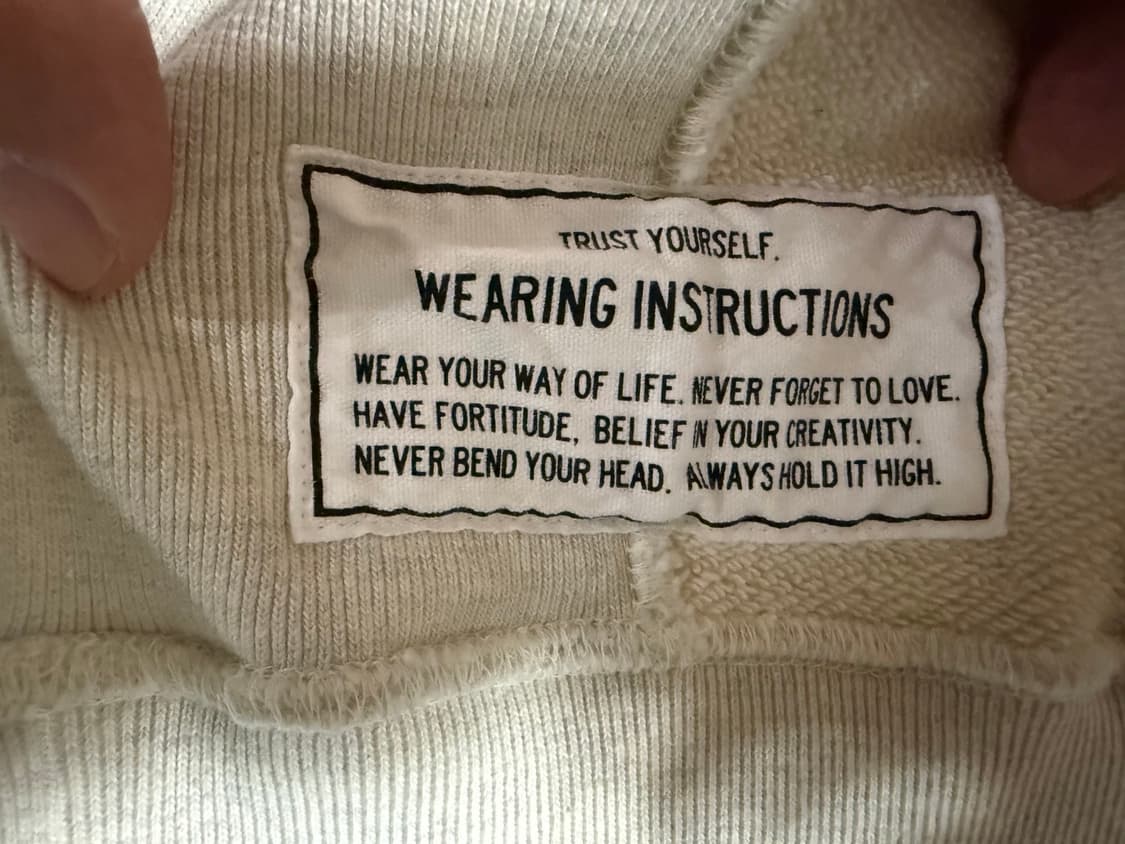 TRUST YOURSELF.
WEARING INSTRUCTIONS
WEAR YOUR WAY OF LIFE. NEVER FORGET TO LOVE.
HAVE FORTITUDE, BELIEF IN YOUR CREATIVITY.
NEVER BEND YOUR HEAD. ALWAYS HOLD IT HIGH.